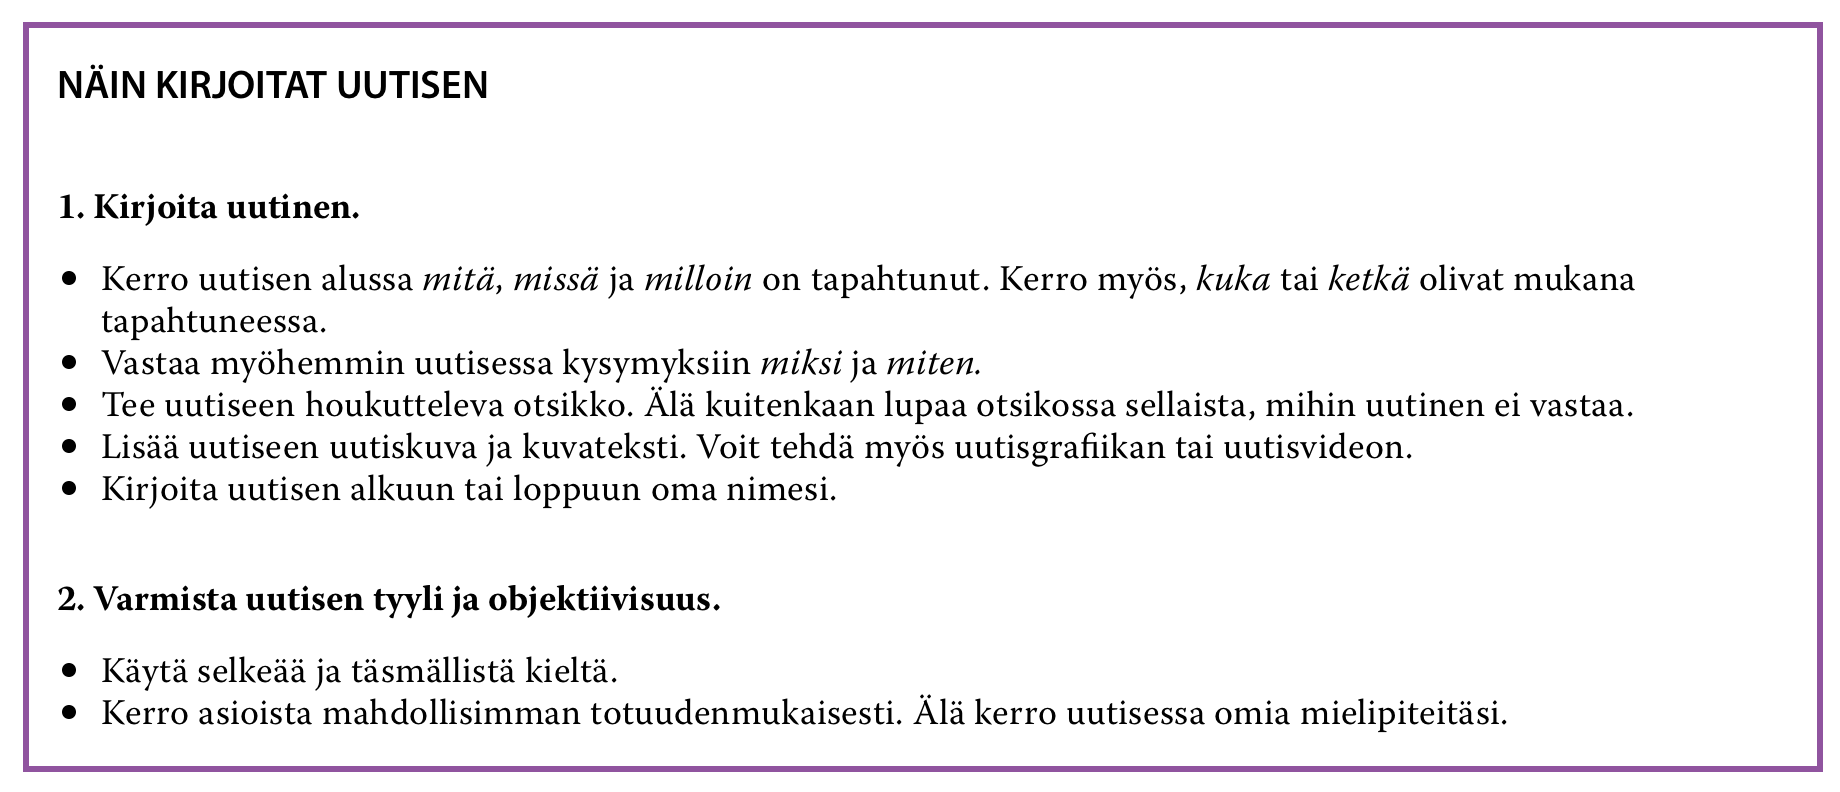 NÄIN KIRJOITAT UUTISEN
1. Kirjoita uutinen.
• Kerro uutisen alussa mitä, missä ja milloin on tapahtunut. Kerro myös, kuka tai ketkä olivat mukana
tapahtuneessa.
• Vastaa myöhemmin uutisessa kysymyksiin miksi ja miten.
• Tee uutiseen houkutteleva otsikko. Älä kuitenkaan lupaa otsikossa sellaista, mihin uutinen ei vastaa.
• Lisää uutiseen uutiskuva ja kuvateksti. Voit tehdä myös uutisgrafiikan tai uutisvideon.
• Kirjoita uutisen alkuun tai loppuun oma nimesi.
2. Varmista uutisen tyyli ja objektiivisuus.
• Käytä selkeää ja täsmällistä kieltä.
• Kerro asioista mahdollisimman totuudenmukaisesti. Älä kerro uutisessa omia mielipiteitäsi.